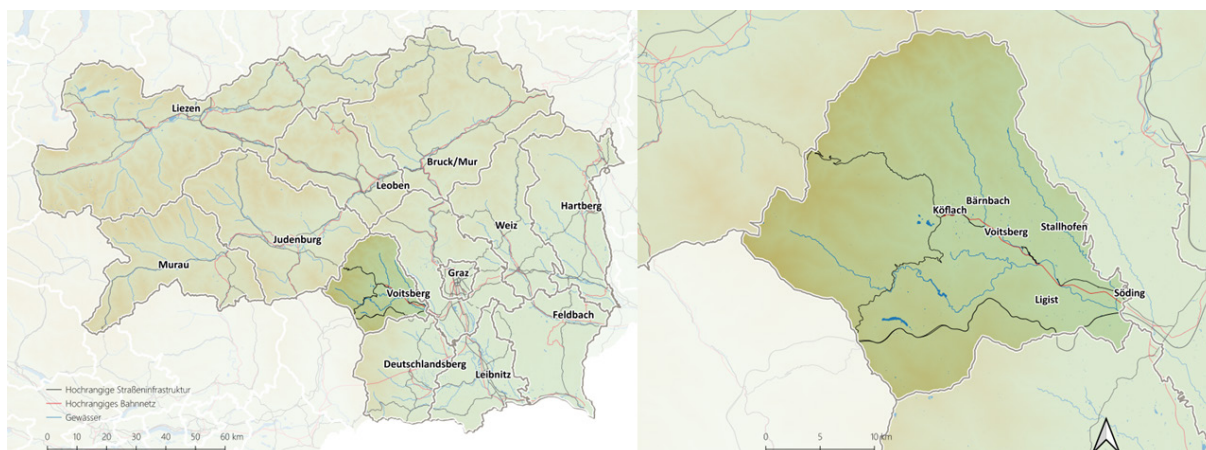 Liezen
Bruck/Mur
Leoben
Hartberg
Weiz
Judenburg
Murau
Graz
Voitsberg
Feldbach
Deutschlandsberg
Leibnitz
Hochrangige Straßeninfrastruktur
Hochrangiges Bahnnetz
Gewässer
0 10 20 30 40 50 60 km
Bärnbach
Köflach
Stallhofen
Voitsberg
Söding
Ligist
0 5 10 km